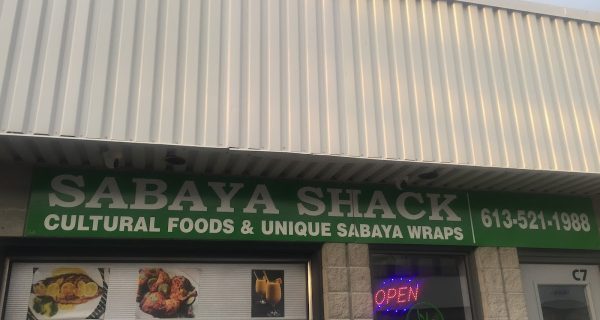 SABAYA SHACK
CULTURAL FOODS & UNIQUE SABAYA WRAPS
613-521-1988
C7
OPEN